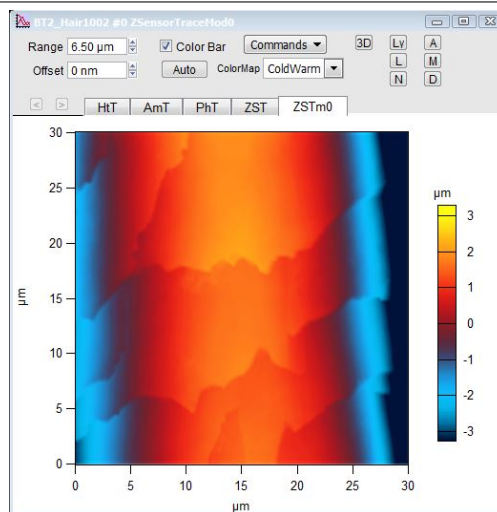 BT2_Hair1002 #0 ZSensorTraceMod0
Range 6.50 µm Color Bar Commands 3D Ly A
L M
Offset 0 nm Auto ColorMap ColdWarm N D
< > HtT AmT PhT ZST ZSTm0
30
25
20
15
10
5
0
µm
0 5 10 15 20 25 30
µm
µm
3
2
1
0
-1
-2
-3